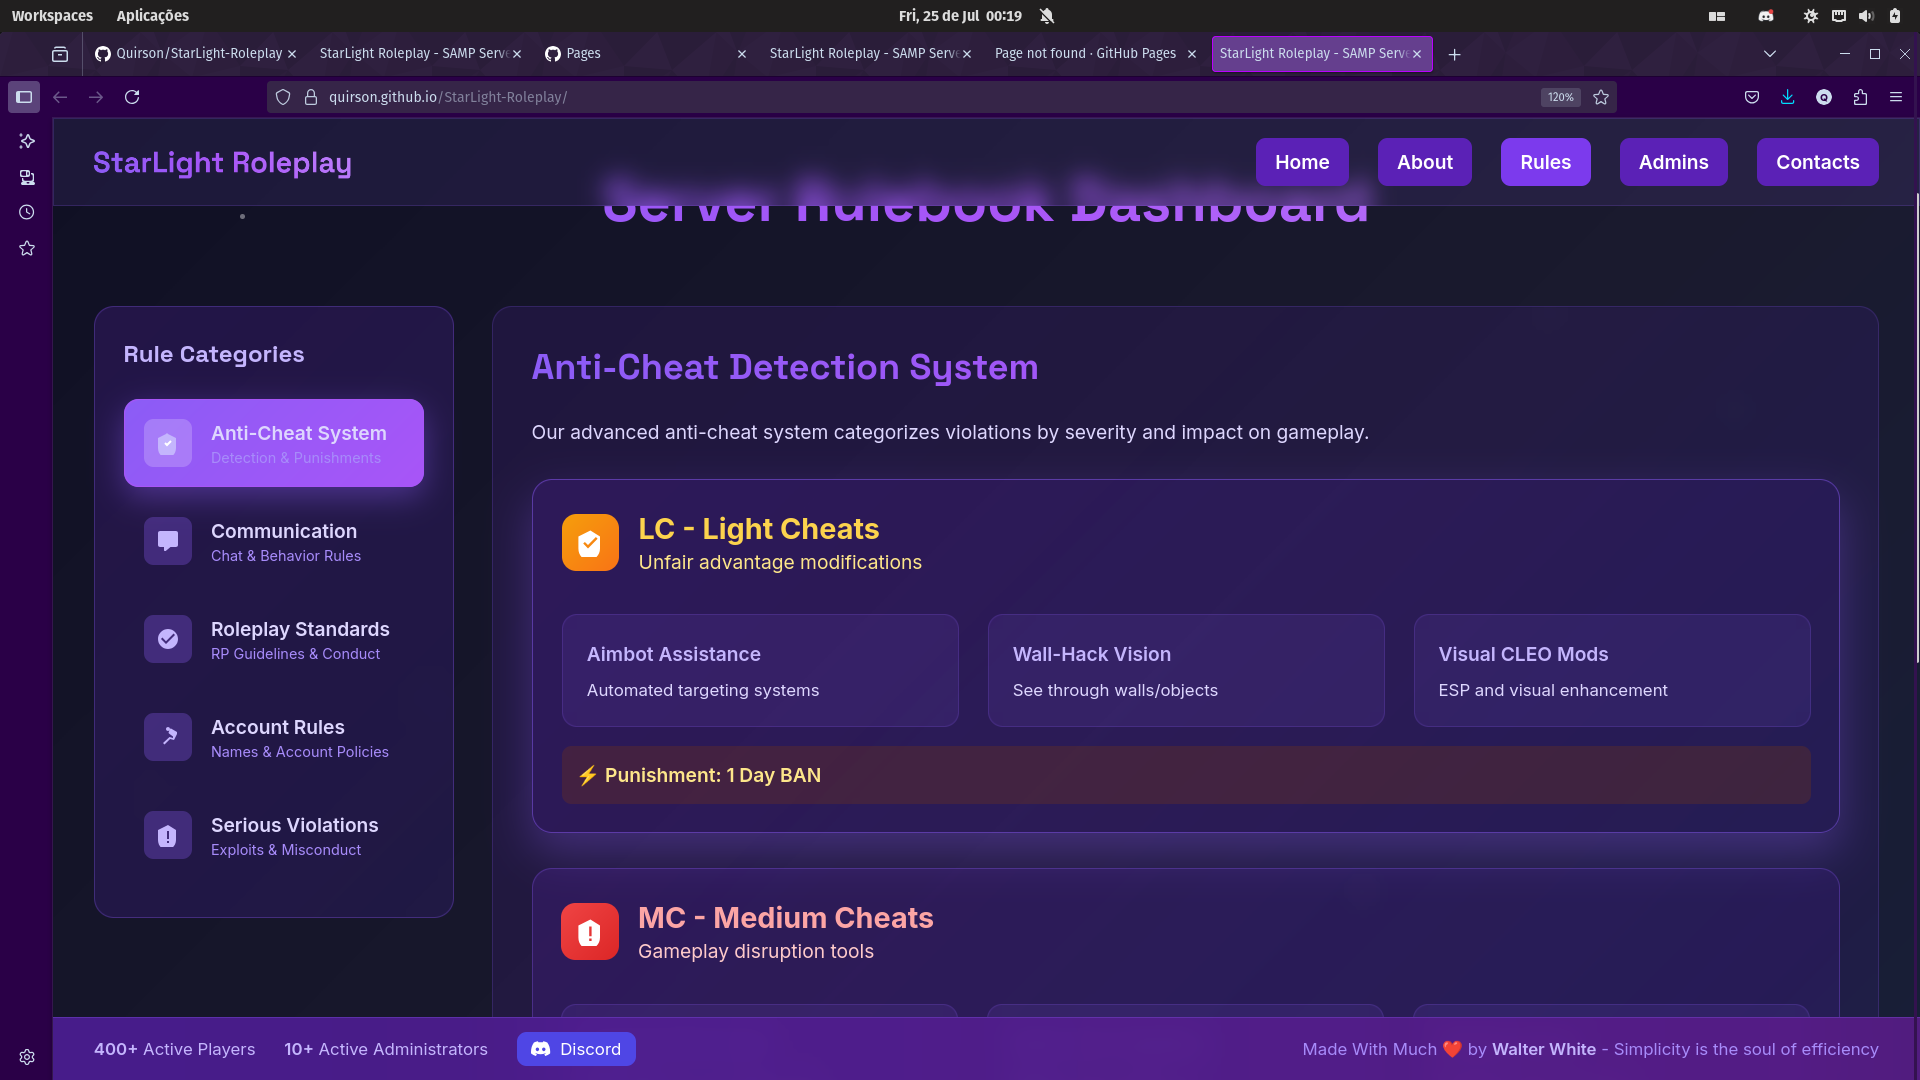 Workspaces Aplicações Fri, 25 de Jul 00:19
Quirson/StarLight-Roleplay StarLight Roleplay - SAMP Serve Pages StarLight Roleplay - SAMP Serve Page not found · GitHub Pages StarLight Roleplay - SAMP Serve
quirson.github.io/StarLight-Roleplay/ 120%
StarLight Roleplay Home About Rules Admins Contacts
Server Rulebook Dashboard
Rule Categories
Anti-Cheat System
Detection & Punishments
Communication
Chat & Behavior Rules
Roleplay Standards
RP Guidelines & Conduct
Account Rules
Names & Account Policies
Serious Violations
Exploits & Misconduct
Anti-Cheat Detection System
Our advanced anti-cheat system categorizes violations by severity and impact on gameplay.
LC - Light Cheats
Unfair advantage modifications
Aimbot Assistance
Automated targeting systems
Wall-Hack Vision
See through walls/objects
Visual CLEO Mods
ESP and visual enhancement
⚡ Punishment: 1 Day BAN
MC - Medium Cheats
Gameplay disruption tools
400+ Active Players 10+ Active Administrators Discord Made With Much ❤️ by Walter White - Simplicity is the soul of efficiency